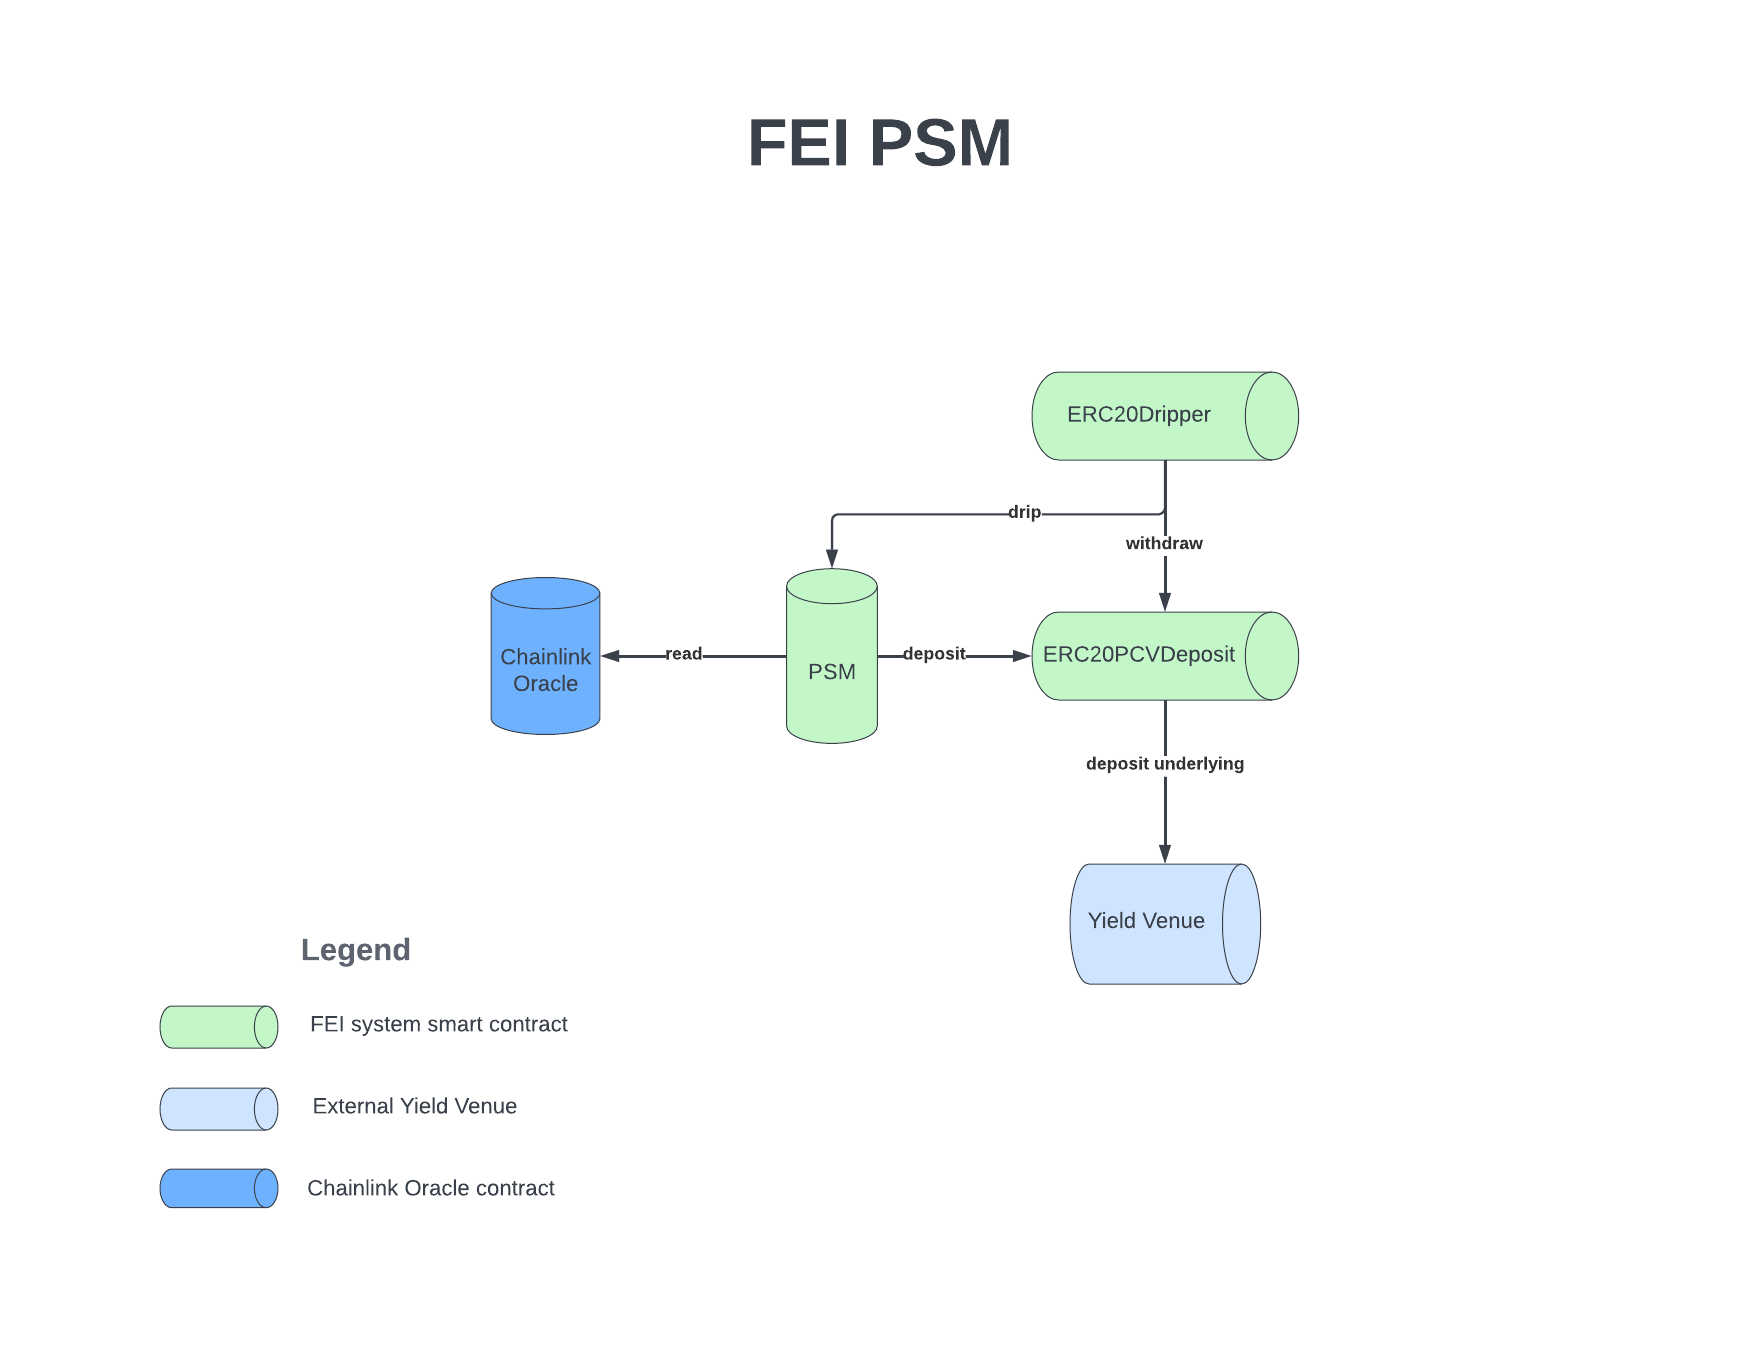 FEI PSM
ERC20Dripper
drip
withdraw
Chainlink
Oracle
read
PSM
deposit
ERC20PCVDeposit
deposit underlying
Yield Venue
Legend
FEI system smart contract
External Yield Venue
Chainlink Oracle contract